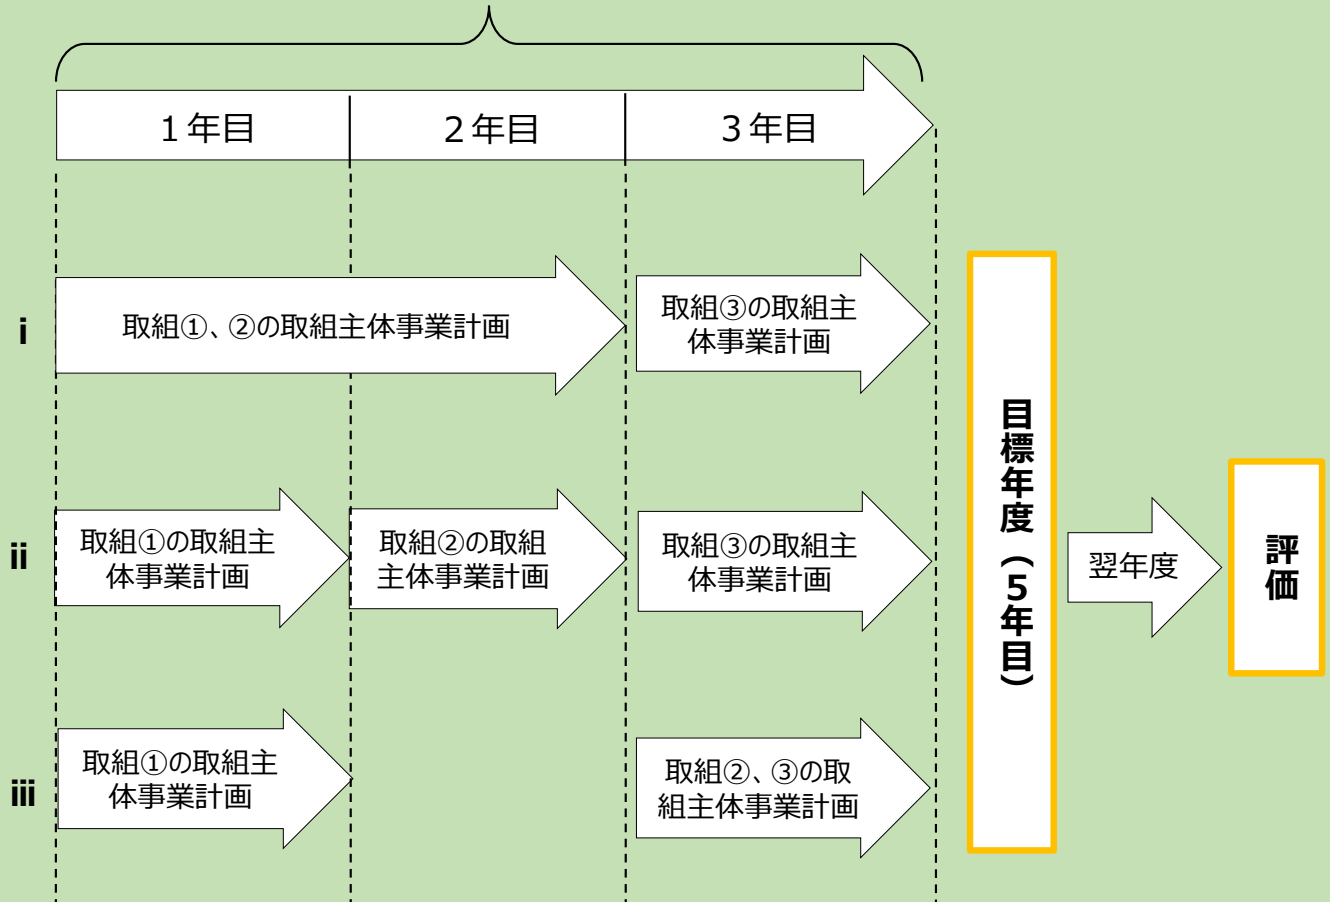 1年目
2年目
3年目
i
取組①、②の取組主体事業計画
取組③の取組主
体事業計画
ii
取組①の取組主
体事業計画
取組②の取組
主体事業計画
取組③の取組主
体事業計画
iii
取組①の取組主
体事業計画
取組②、③の取
組主体事業計画
目標年度（5年目）
翌年度
評価